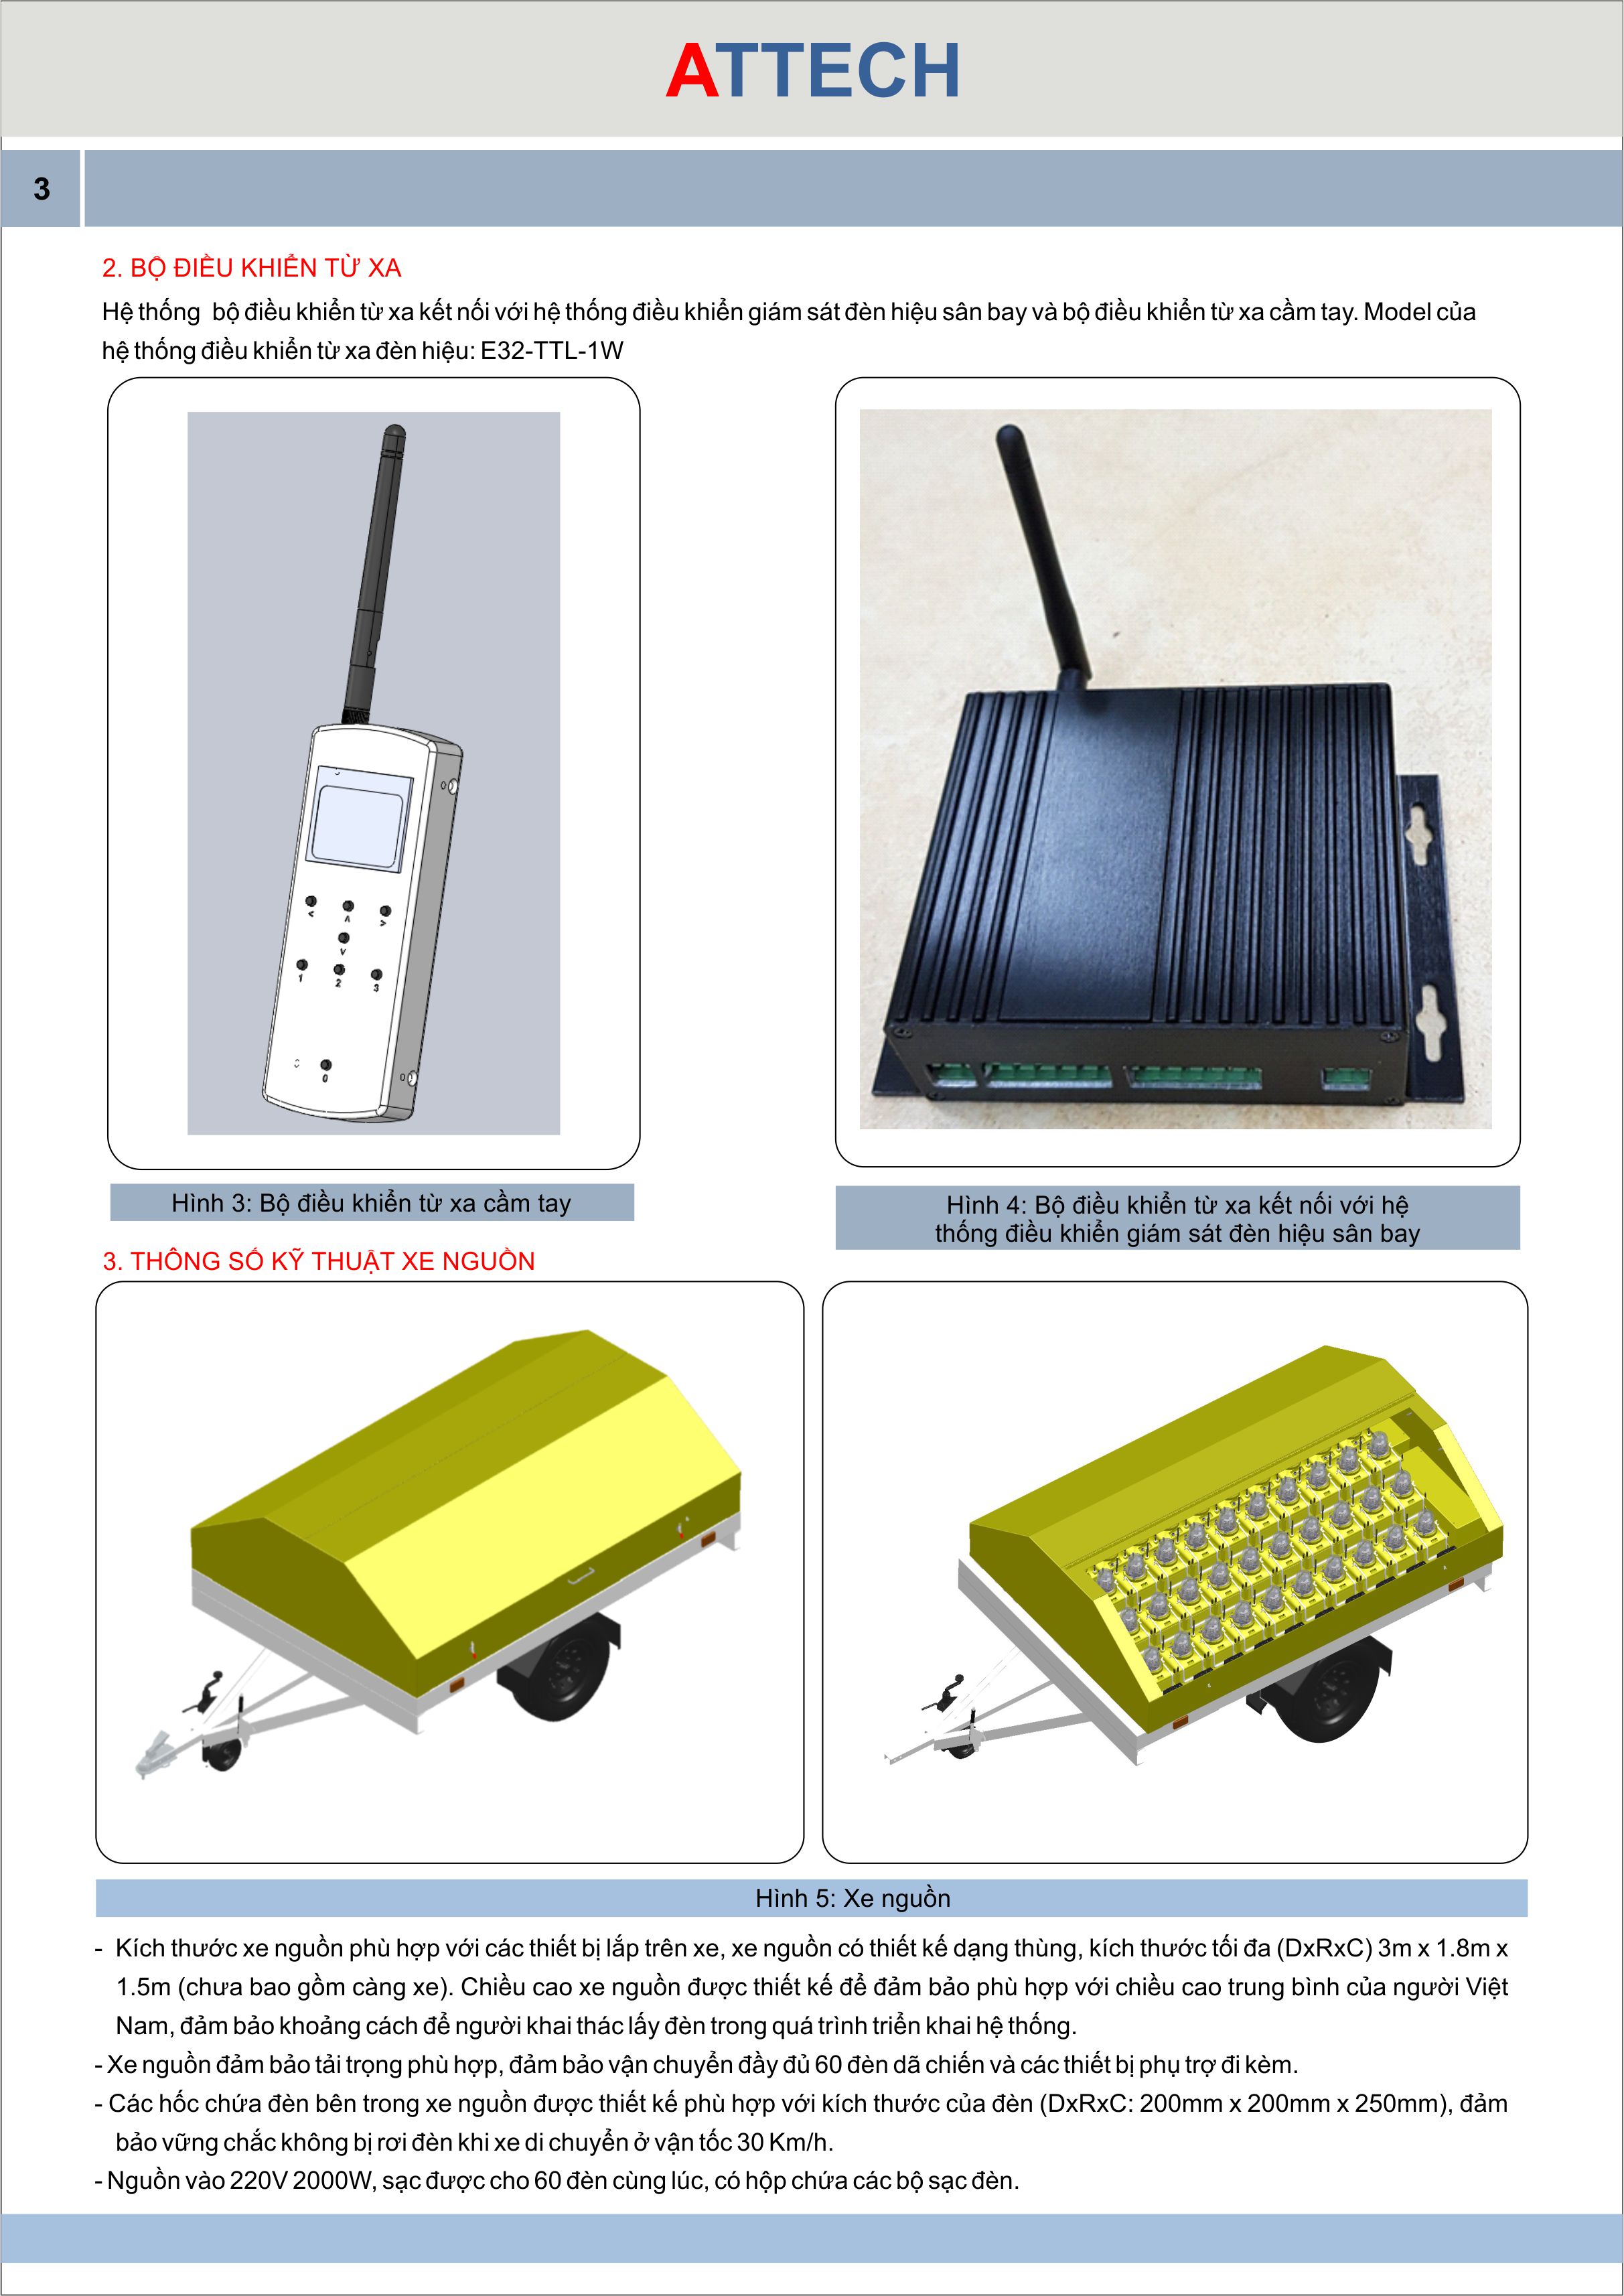 ATTECH
3
2. BỘ ĐIỀU KHIỂN TỪ XA
Hệ thống bộ điều khiển từ xa kết nối với hệ thống điều khiển giám sát đèn hiệu sân bay và bộ điều khiển từ xa cầm tay. Model của
hệ thống điều khiển từ xa đèn hiệu: E32-TTL-1W
< ʌ >
v
1 2 3
0
Hình 3: Bộ điều khiển từ xa cầm tay
Hình 4: Bộ điều khiển từ xa kết nối với hệ
thống điều khiển giám sát đèn hiệu sân bay
3. THÔNG SỐ KỸ THUẬT XE NGUỒN
Hình 5: Xe nguồn
- Kích thước xe nguồn phù hợp với các thiết bị lắp trên xe, xe nguồn có thiết kế dạng thùng, kích thước tối đa (DxRxC) 3m x 1.8m x
1.5m (chưa bao gồm càng xe). Chiều cao xe nguồn được thiết kế để đảm bảo phù hợp với chiều cao trung bình của người Việt
Nam, đảm bảo khoảng cách để người khai thác lấy đèn trong quá trình triển khai hệ thống.
- Xe nguồn đảm bảo tải trọng phù hợp, đảm bảo vận chuyển đầy đủ 60 đèn dã chiến và các thiết bị phụ trợ đi kèm.
- Các hốc chứa đèn bên trong xe nguồn được thiết kế phù hợp với kích thước của đèn (DxRxC: 200mm x 200mm x 250mm), đảm
bảo vững chắc không bị rơi đèn khi xe di chuyển ở vận tốc 30 Km/h.
- Nguồn vào 220V 2000W, sạc được cho 60 đèn cùng lúc, có hộp chứa các bộ sạc đèn.